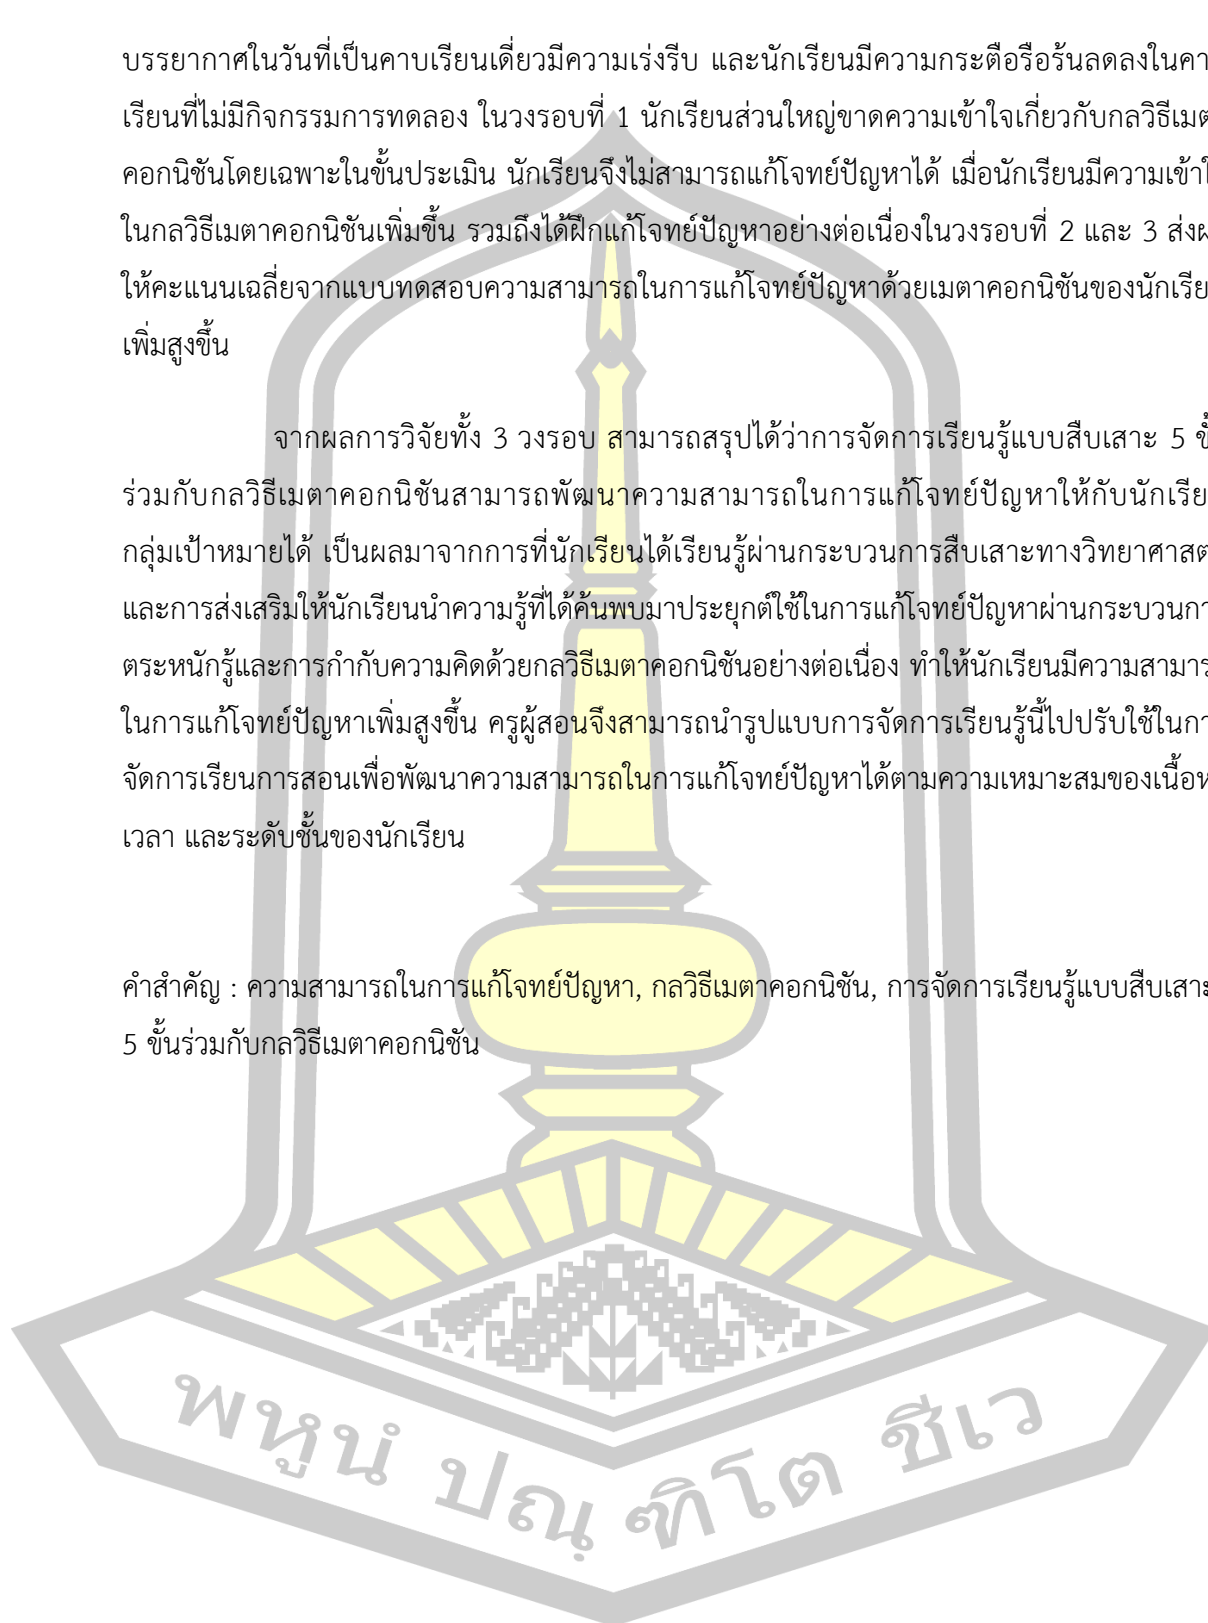 บรรยากาศในวันที่เป็นคาบเรียนเดี่ยวมีความเร่งรีบ และนักเรียนมีความกระตือรือร้นลดลงในคา
เรียนที่ไม่มีกิจกรรมการทดลอง ในวงรอบที่ 1 นักเรียนส่วนใหญ่ขาดความเข้าใจเกี่ยวกับกลวิธีเมต
คอกนิชันโดยเฉพาะในขั้นประเมิน นักเรียนจึงไม่สามารถแก้โจทย์ปัญหาได้ เมื่อนักเรียนมีความเข้าใ
ในกลวิธีเมตาคอกนิชันเพิ่มขึ้น รวมถึงได้ฝึกแก้โจทย์ปัญหาอย่างต่อเนื่องในวงรอบที่ 2 และ 3 ส่งผ
ให้คะแนนเฉลี่ยจากแบบทดสอบความสามารถในการแก้โจทย์ปัญหาด้วยเมตาคอกนิชันของนักเรีย
เพิ่มสูงขึ้น
จากผลการวิจัยทั้ง 3 วงรอบ สามารถสรุปได้ว่าการจัดการเรียนรู้แบบสืบเสาะ 5 ขั้
ร่วมกับกลวิธีเมตาคอกนิชันสามารถพัฒนาความสามารถในการแก้โจทย์ปัญหาให้กับนักเรีย
กลุ่มเป้าหมายได้ เป็นผลมาจากการที่นักเรียนได้เรียนรู้ผ่านกระบวนการสืบเสาะทางวิทยาศาสต
และการส่งเสริมให้นักเรียนนำความรู้ที่ได้ค้นพบมาประยุกต์ใช้ในการแก้โจทย์ปัญหาผ่านกระบวนกา
ตระหนักรู้และการกำกับความคิดด้วยกลวิธีเมตาคอกนิชันอย่างต่อเนื่อง ทำให้นักเรียนมีความสามาร
ในการแก้โจทย์ปัญหาเพิ่มสูงขึ้น ครูผู้สอนจึงสามารถนำรูปแบบการจัดการเรียนรู้นี้ไปปรับใช้ในกา
จัดการเรียนการสอนเพื่อพัฒนาความสามารถในการแก้โจทย์ปัญหาได้ตามความเหมาะสมของเนื้อห
เวลา และระดับชั้นของนักเรียน
คำสำคัญ : ความสามารถในการแก้โจทย์ปัญหา, กลวิธีเมตาคอกนิชัน, การจัดการเรียนรู้แบบสืบเสาะ
5 ขั้นร่วมกับกลวิธีเมตาคอกนิชัน
พหูนํ ปณฺฑิโต ชีเว